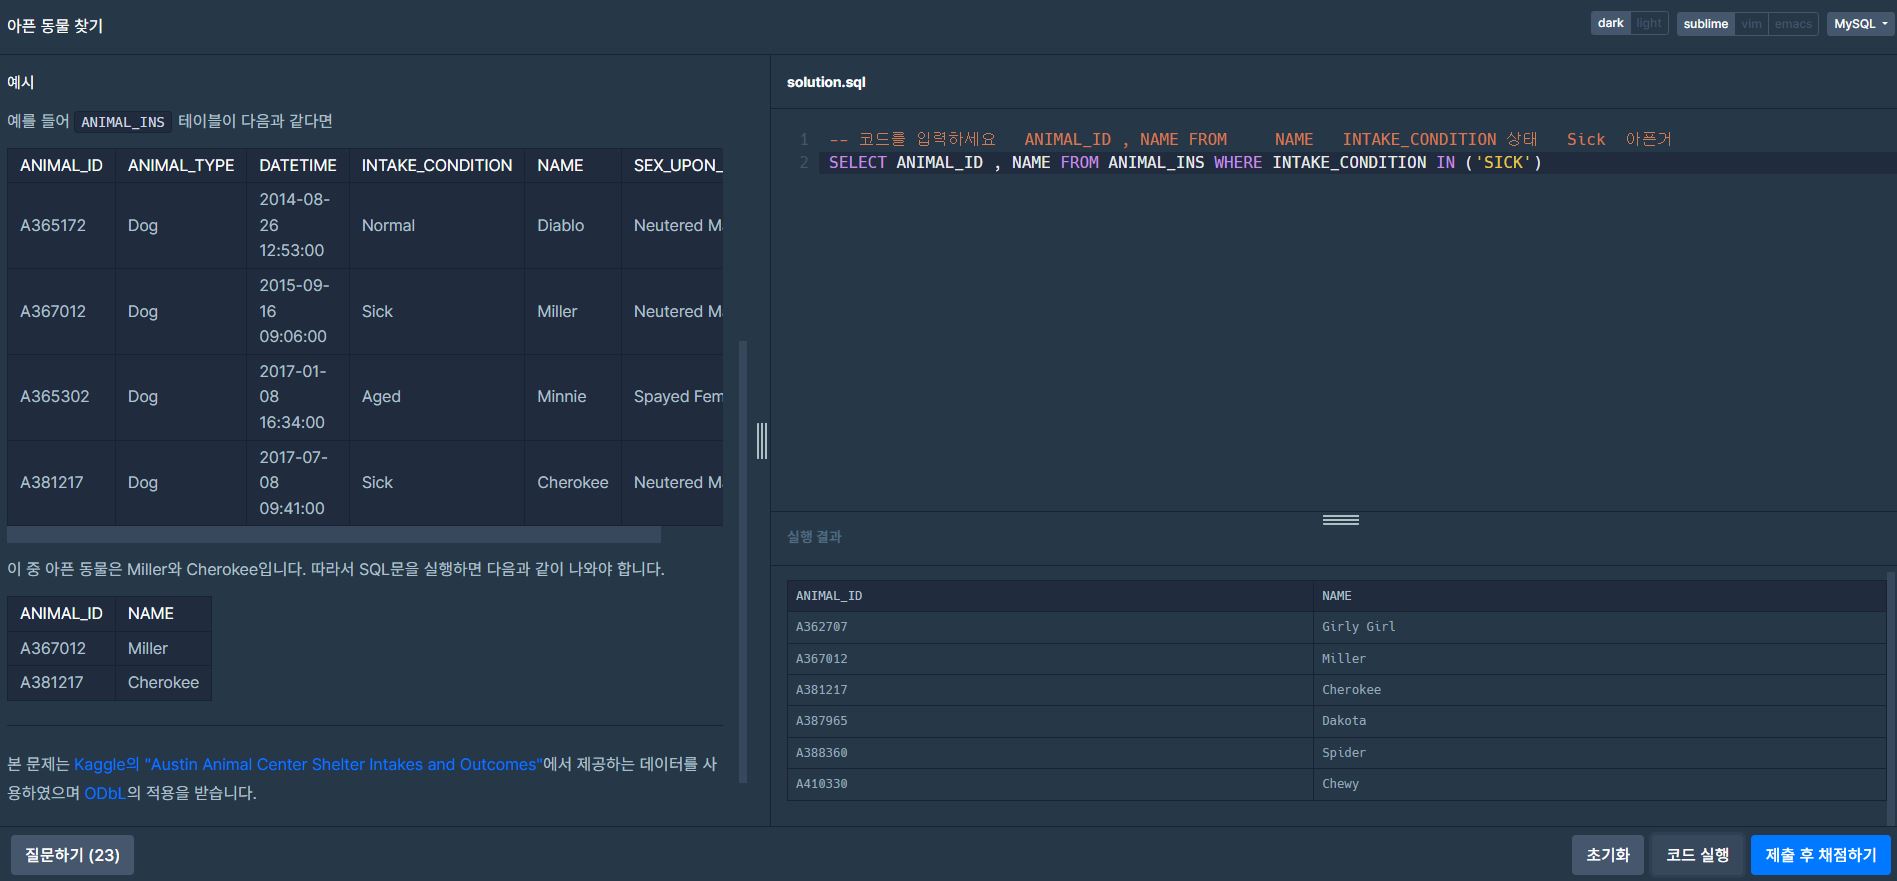 아픈 동물 찾기
dark light sublime vim emacs MySQL
예시
예를 들어 ANIMAL_INS 테이블이 다음과 같다면
ANIMAL_ID ANIMAL_TYPE DATETIME INTAKE_CONDITION NAME SEX_UPON_
A365172 Dog 2014-08-26 12:53:00 Normal Diablo Neutered Ma
A367012 Dog 2015-09-16 09:06:00 Sick Miller Neutered Ma
A365302 Dog 2017-01-08 16:34:00 Aged Minnie Spayed Fem
A381217 Dog 2017-07-08 09:41:00 Sick Cherokee Neutered Ma
이 중 아픈 동물은 Miller와 Cherokee입니다. 따라서 SQL문을 실행하면 다음과 같이 나와야 합니다.
ANIMAL_ID NAME
A367012 Miller
A381217 Cherokee
본 문제는 Kaggle의 "Austin Animal Center Shelter Intakes and Outcomes"에서 제공하는 데이터를 사
용하였으며 ODbL의 적용을 받습니다.
solution.sql
1 -- 코드를 입력하세요 ANIMAL_ID , NAME FROM NAME INTAKE_CONDITION 상태 Sick 아픈거
2 SELECT ANIMAL_ID , NAME FROM ANIMAL_INS WHERE INTAKE_CONDITION IN ('SICK')
실행 결과
ANIMAL_ID NAME
A362707 Girly Girl
A367012 Miller
A381217 Cherokee
A387965 Dakota
A388360 Spider
A410330 Chewy
질문하기 (23) 초기화 코드 실행 제출 후 채점하기